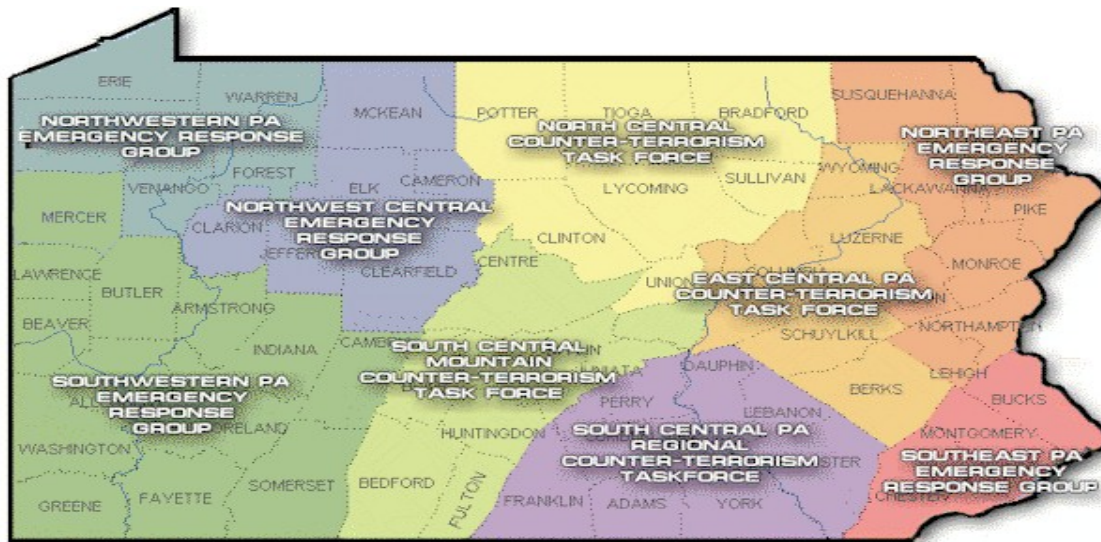 ERIE
WARREN
MCKEAN
POTTER
TIOGA
BRADFORD
SUSQUEHANNA
NORTHWESTERN PA
EMERGENCY RESPONSE
GROUP
NORTH CENTRAL
COUNTER-TERRORISM
TASK FORCE
NORTHEAST PA
EMERGENCY
RESPONSE
GROUP
FOREST
VENANGO
ELK
CAMERON
WYOMING
SULLIVAN
LYCOMING
LACKAWANNA
PIKE
MERCER
CLARION
NORTHWEST CENTRAL
EMERGENCY
RESPONSE
GROUP
CLINTON
LUZERNE
CENTRE
MONROE
LAWRENCE
CLEARFIELD
BUTLER
ARMSTRONG
EAST CENTRAL PA
COUNTER-TERRORISM
TASK FORCE
BEAVER
SCHUYLKILL
NORTHAMPTON
INDIANA
SOUTH CENTRAL
MOUNTAIN
COUNTER-TERRORISM
TASK FORCE
DAUPHIN
LEHIGH
BERKS
BUCKS
SOUTHWESTERN PA
EMERGENCY
RESPONSE
GROUP
PERRY
LEBANON
HUNTINGDON
SOUTH CENTRAL PA
REGIONAL
COUNTER-TERRORISM
TASKFORCE
MONTGOMERY
WASHINGTON
SOUTHEAST PA
EMERGENCY
RESPONSE GROUP
SOMERSET
BEDFORD
FULTON
FAYETTE
GREENE
FRANKLIN
ADAMS
YORK
CHESTER